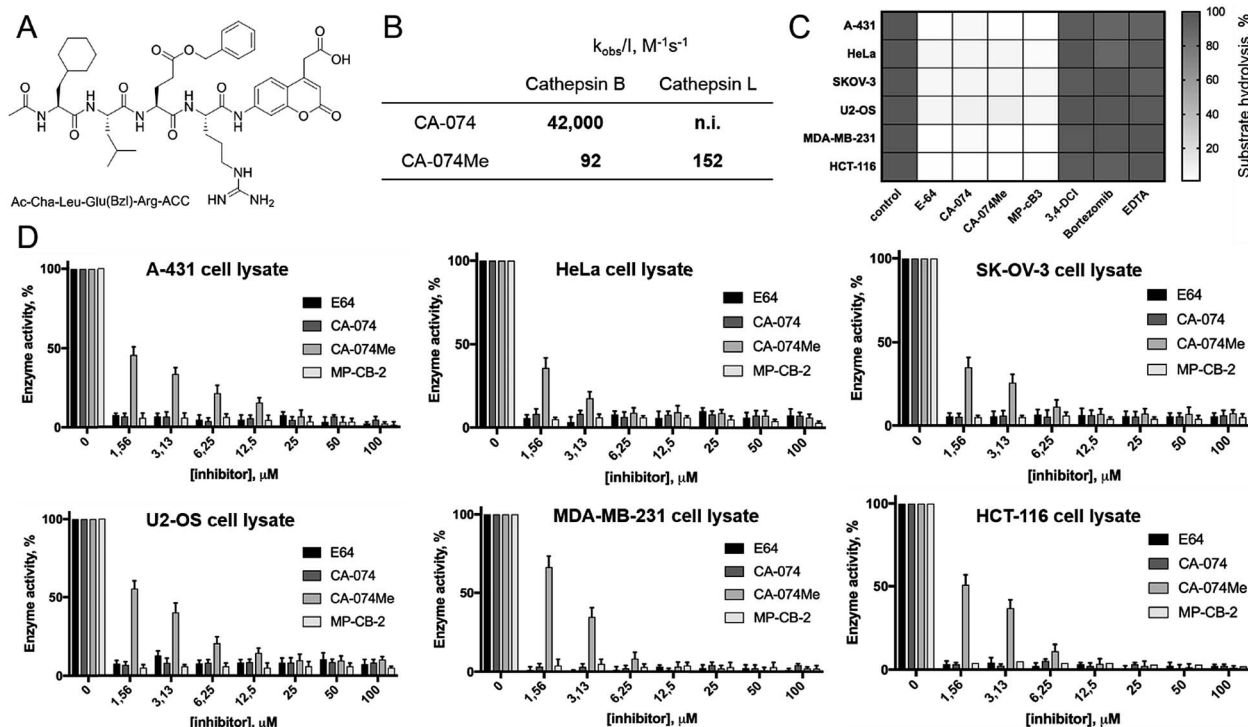 A
O
O
OH
O
O
O
N
H
H
N
O
N
H
H
N
O
N
H
O
O
NH
HN
NH2
Ac-Cha-Leu-Glu(Bzl)-Arg-ACC
B
kobs/I, M-1s-1
Cathepsin B Cathepsin L
CA-074 42,000 n.i.
CA-074Me 92 152
C
A-431
HeLa
SKOV-3
U2-OS
MDA-MB-231
HCT-116
control
E-64
CA-074
CA-074Me
MP-cB3
3,4-DCI
Bortezomib
EDTA
100
80
60
40
20
Substrate hydrolysis, %
D
A-431 cell lysate
Enzyme activity, %
100
50
0
E64
CA-074
CA-074Me
MP-CB-2
0 1,56 3,13 6,25 12,5 25 50 100
[inhibitor], μM
HeLa cell lysate
Enzyme activity, %
100
50
0
E64
CA-074
CA-074Me
MP-CB-2
0 1,56 3,13 6,25 12,5 25 50 100
[inhibitor], μM
SK-OV-3 cell lysate
Enzyme activity, %
100
50
0
E64
CA-074
CA-074Me
MP-CB-2
0 1,56 3,13 6,25 12,5 25 50 100
[inhibitor], μM
U2-OS cell lysate
Enzyme activity, %
100
50
0
E64
CA-074
CA-074Me
MP-CB-2
0 1,56 3,13 6,25 12,5 25 50 100
[inhibitor], μM
MDA-MB-231 cell lysate
Enzyme activity, %
100
50
0
E64
CA-074
CA-074Me
MP-CB-2
0 1,56 3,13 6,25 12,5 25 50 100
[inhibitor], μM
HCT-116 cell lysate
Enzyme activity, %
100
50
0
E64
CA-074
CA-074Me
MP-CB-2
0 1,56 3,13 6,25 12,5 25 50 100
[inhibitor], μM